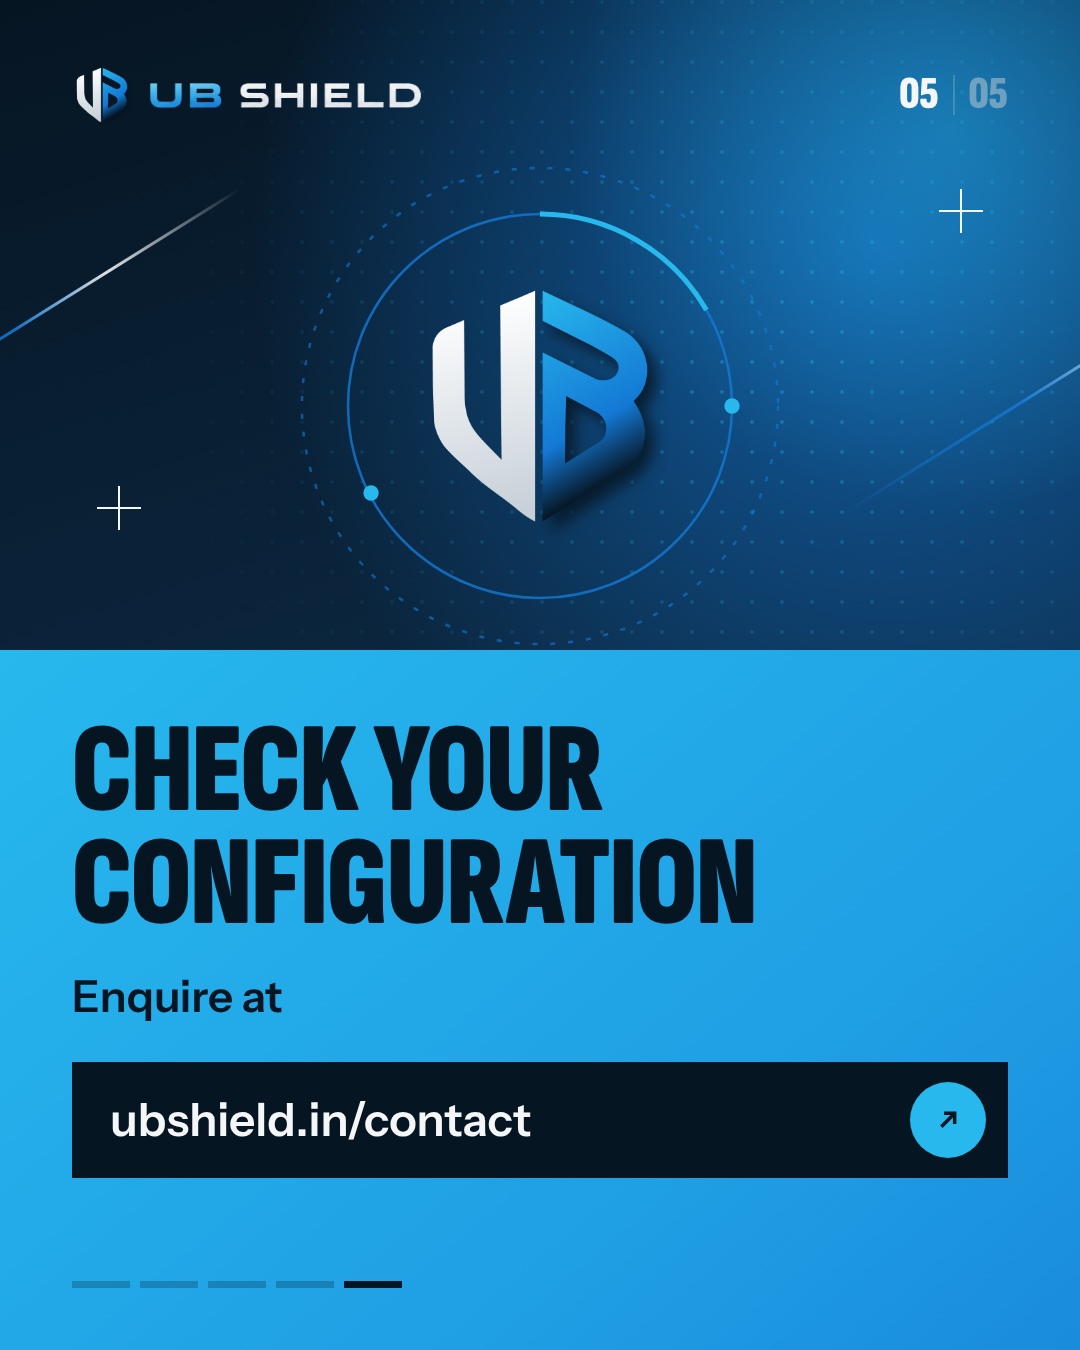 UB SHIELD
05 | 05
CHECK YOUR
CONFIGURATION
Enquire at
ubshield.in/contact